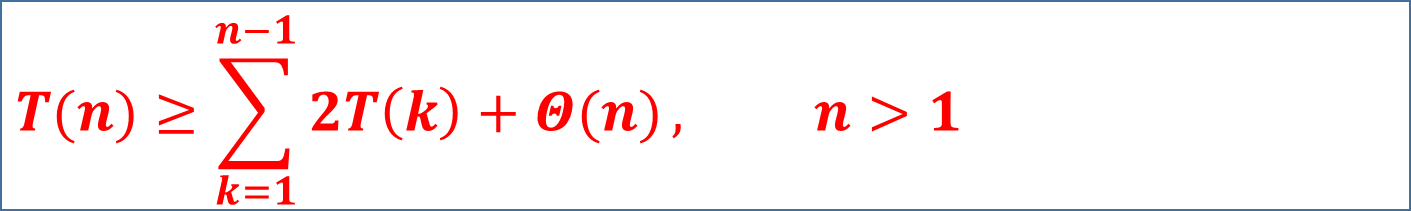 T(n) ≥ ∑_{k=1}^{n−1} 2T(k) + Θ(n) , n > 1